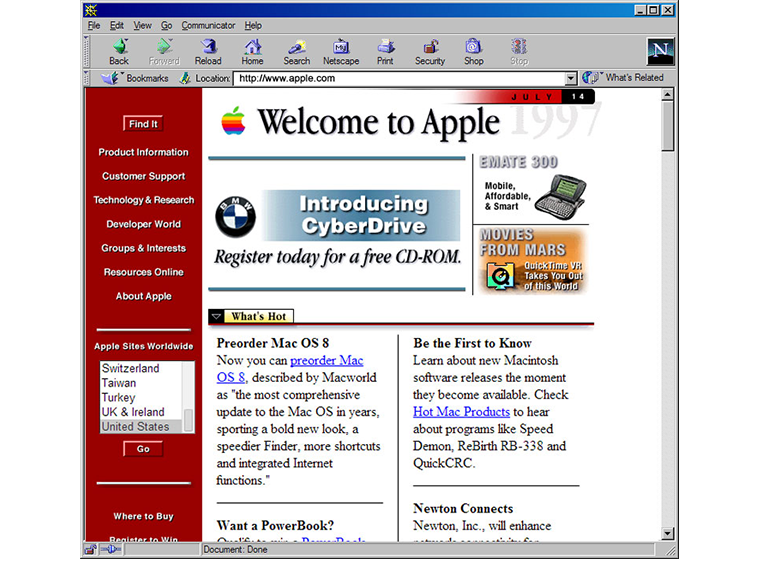 File Edit View Go Communicator Help
Back Forward Reload Home Search Netscape Print Security Shop Stop
My
N
Bookmarks Location: http://www.apple.com What's Related
Find It
Product Information
Customer Support
Technology & Research
Developer World
Groups & Interests
Resources Online
About Apple
Apple Sites Worldwide
Switzerland
Taiwan
Turkey
UK & Ireland
United States
Go
Where to Buy
Register to Win
JULY 14
1997
Welcome to Apple
BMW
Introducing
CyberDrive
Register today for a free CD-ROM.
EMATE 300
Mobile,
Affordable,
& Smart
MOVIES
FROM MARS
QuickTime VR
Takes You Out
of this World
What's Hot
Preorder Mac OS 8
Now you can preorder Mac
OS 8, described by Macworld
as "the most comprehensive
update to the Mac OS in years,
sporting a bold new look, a
speedier Finder, more shortcuts
and integrated Internet
functions."
Want a PowerBook?
Qualify to win a PowerBook
Be the First to Know
Learn about new Macintosh
software releases the moment
they become available. Check
Hot Mac Products to hear
about programs like Speed
Demon, ReBirth RB-338 and
QuickCRC.
Newton Connects
Newton, Inc., will enhance
network connectivity for
Document: Done